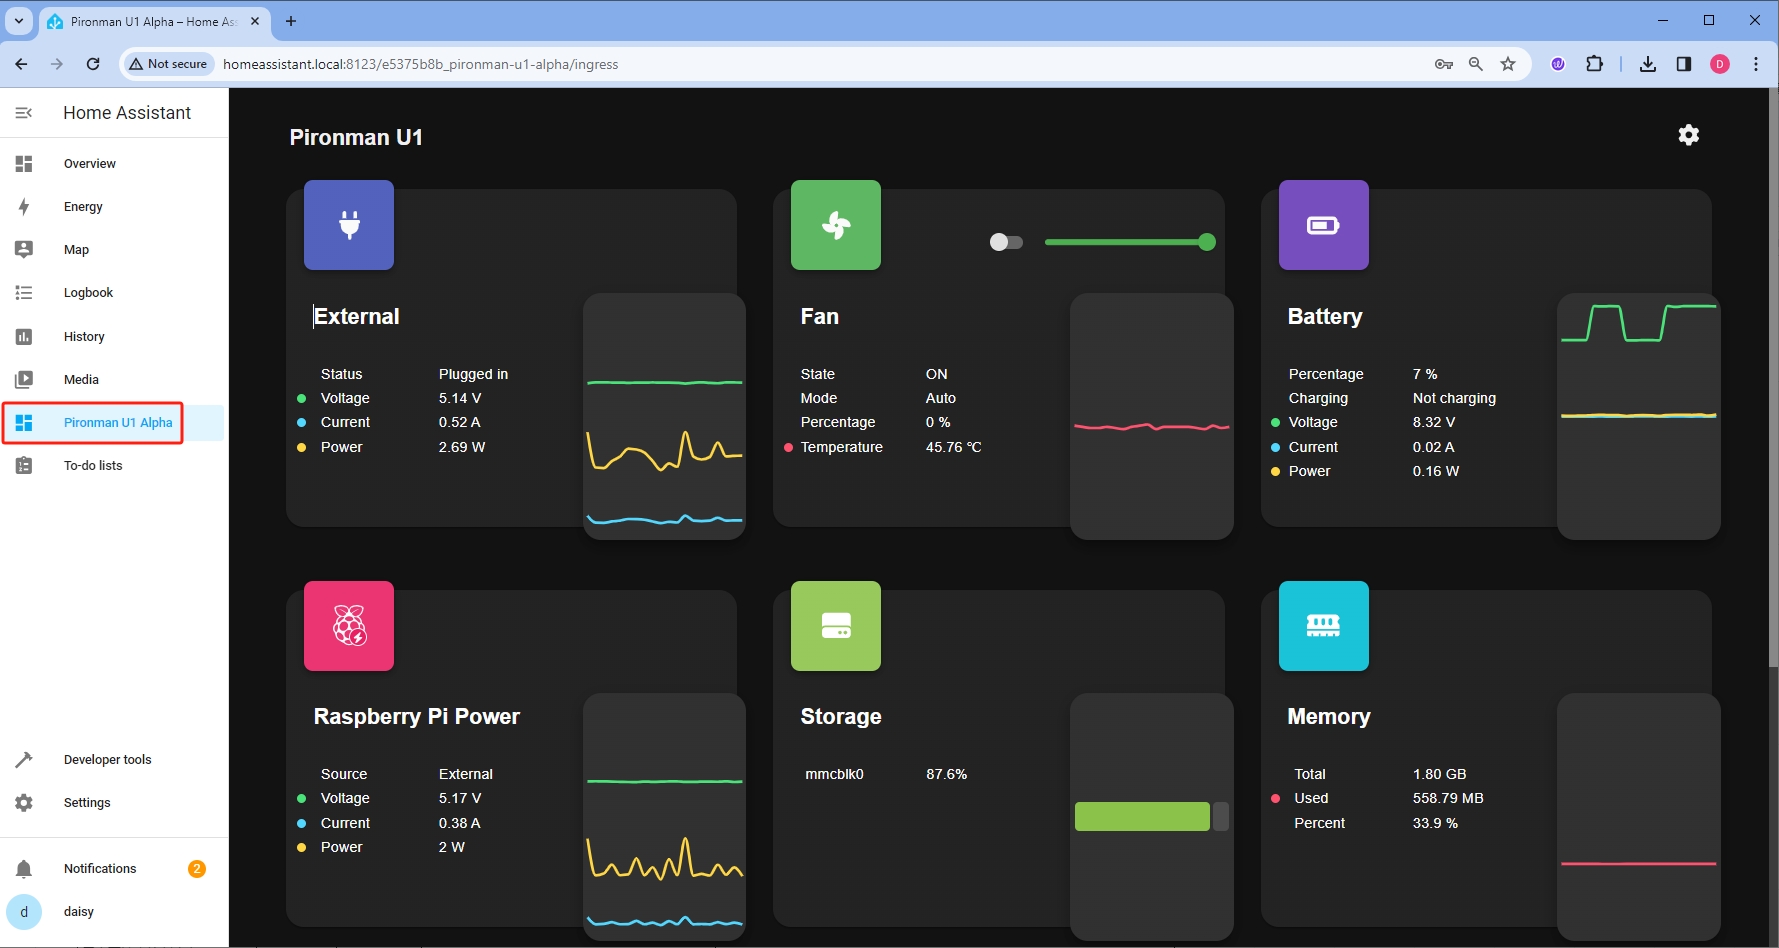 Pironman U1 Alpha – Home Ass
Not secure
homeassistant.local:8123/e5375b8b_pironman-u1-alpha/ingress
D
Home Assistant
Overview
Energy
Map
Logbook
History
Media
Pironman U1 Alpha
To-do lists
Developer tools
Settings
Notifications 2
d daisy
Pironman U1
External
Status Plugged in
Voltage 5.14 V
Current 0.52 A
Power 2.69 W
Fan
State ON
Mode Auto
Percentage 0 %
Temperature 45.76 ℃
Battery
Percentage 7 %
Charging Not charging
Voltage 8.32 V
Current 0.02 A
Power 0.16 W
Raspberry Pi Power
Source External
Voltage 5.17 V
Current 0.38 A
Power 2 W
Storage
mmcblk0 87.6%
Memory
Total 1.80 GB
Used 558.79 MB
Percent 33.9 %